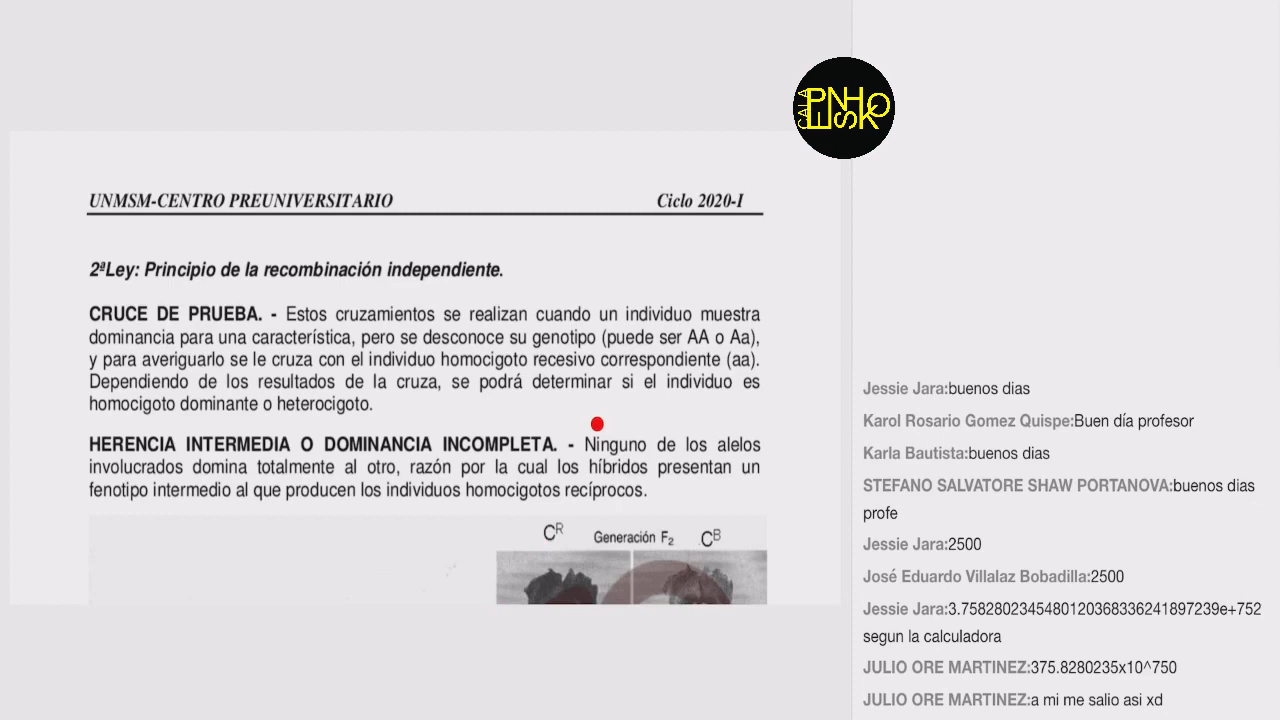 CALA
PENHSKO
UNMSM-CENTRO PREUNIVERSITARIO Ciclo 2020-I
2ªLey: Principio de la recombinación independiente.
CRUCE DE PRUEBA. - Estos cruzamientos se realizan cuando un individuo muestra
dominancia para una característica, pero se desconoce su genotipo (puede ser AA o Aa),
y para averiguarlo se le cruza con el individuo homocigoto recesivo correspondiente (aa).
Dependiendo de los resultados de la cruza, se podrá determinar si el individuo es
homocigoto dominante o heterocigoto.
HERENCIA INTERMEDIA O DOMINANCIA INCOMPLETA. - Ninguno de los alelos
involucrados domina totalmente al otro, razón por la cual los híbridos presentan un
fenotipo intermedio al que producen los individuos homocigotos recíprocos.
Cᴿ Generación F₂ Cᴮ
Jessie Jara:buenos dias
Karol Rosario Gomez Quispe:Buen día profesor
Karla Bautista:buenos dias
STEFANO SALVATORE SHAW PORTANOVA:buenos dias
profe
Jessie Jara:2500
José Eduardo Villalaz Bobadilla:2500
Jessie Jara:3.7582802345480120368336241897239e+752
segun la calculadora
JULIO ORE MARTINEZ:375.8280235x10^750
JULIO ORE MARTINEZ:a mi me salio asi xd